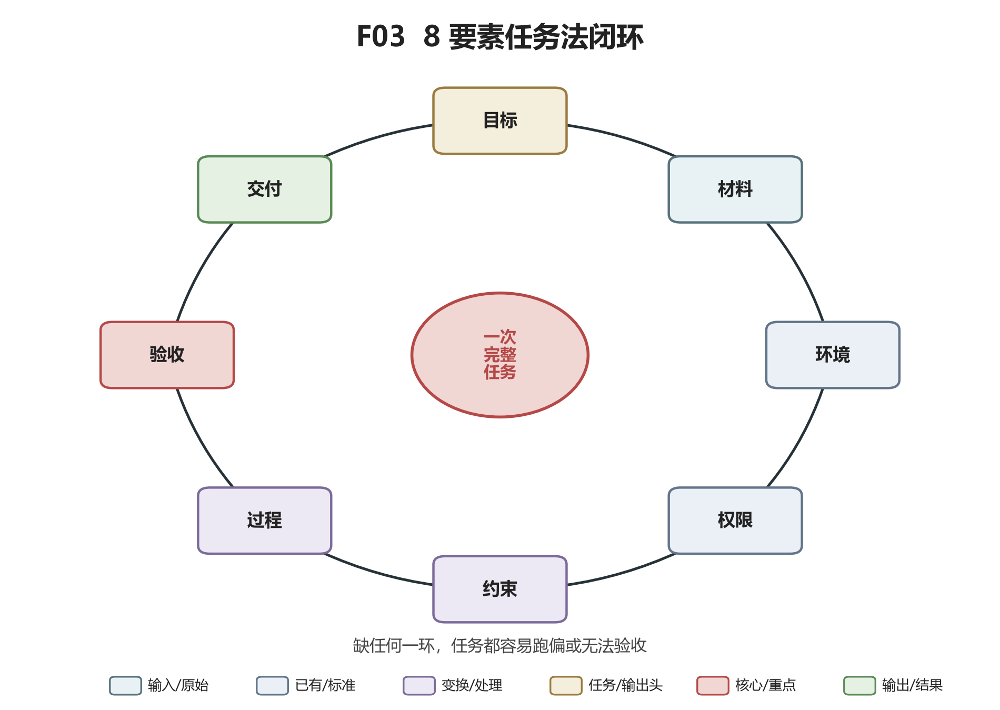 F03 8 要素任务法闭环
目标
交付
材料
一次
完整
任务
验收
环境
过程
权限
约束
缺任何一环，任务都容易跑偏或无法验收
输入/原始
已有/标准
变换/处理
任务/输出头
核心/重点
输出/结果